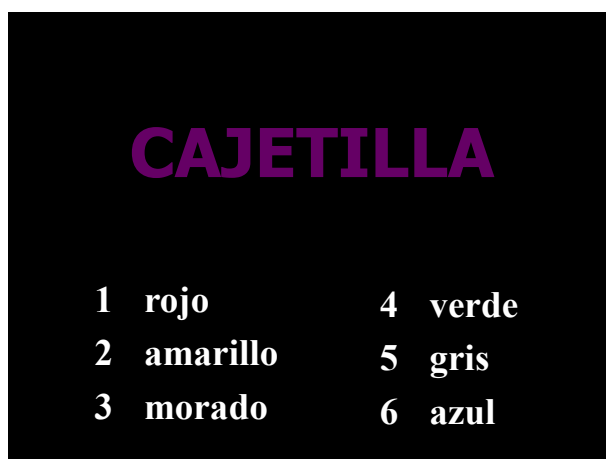 CAJETILLA
1 rojo
2 amarillo
3 morado
4 verde
5 gris
6 azul